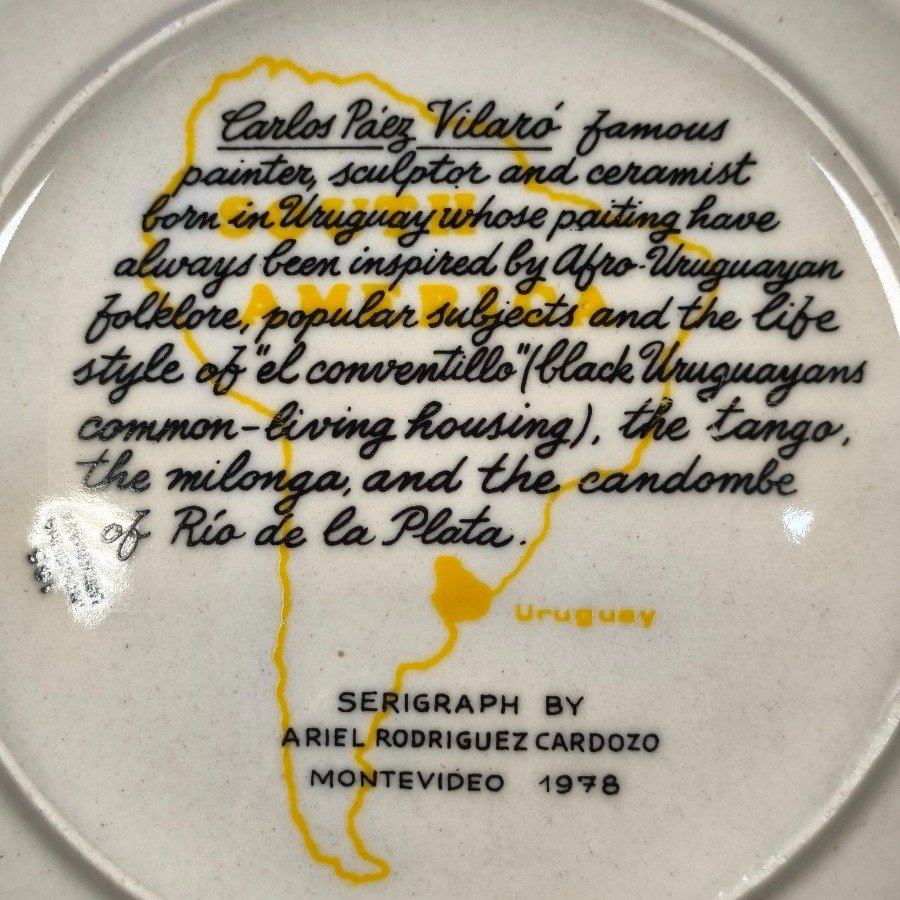 Carlos Páez Vilaró famous
painter, sculptor and ceramist
born in Uruguay whose paiting have
always been inspired by Afro-Uruguayan
folklore, popular subjects and the life
style of "el conventillo" (black Uruguayans
common-living housing), the tango,
the milonga, and the candombe
of Río de la Plata.
SOUTH
AMERICA
Uruguay
SERIGRAPH BY
ARIEL RODRIGUEZ CARDOZO
MONTEVIDEO 1978